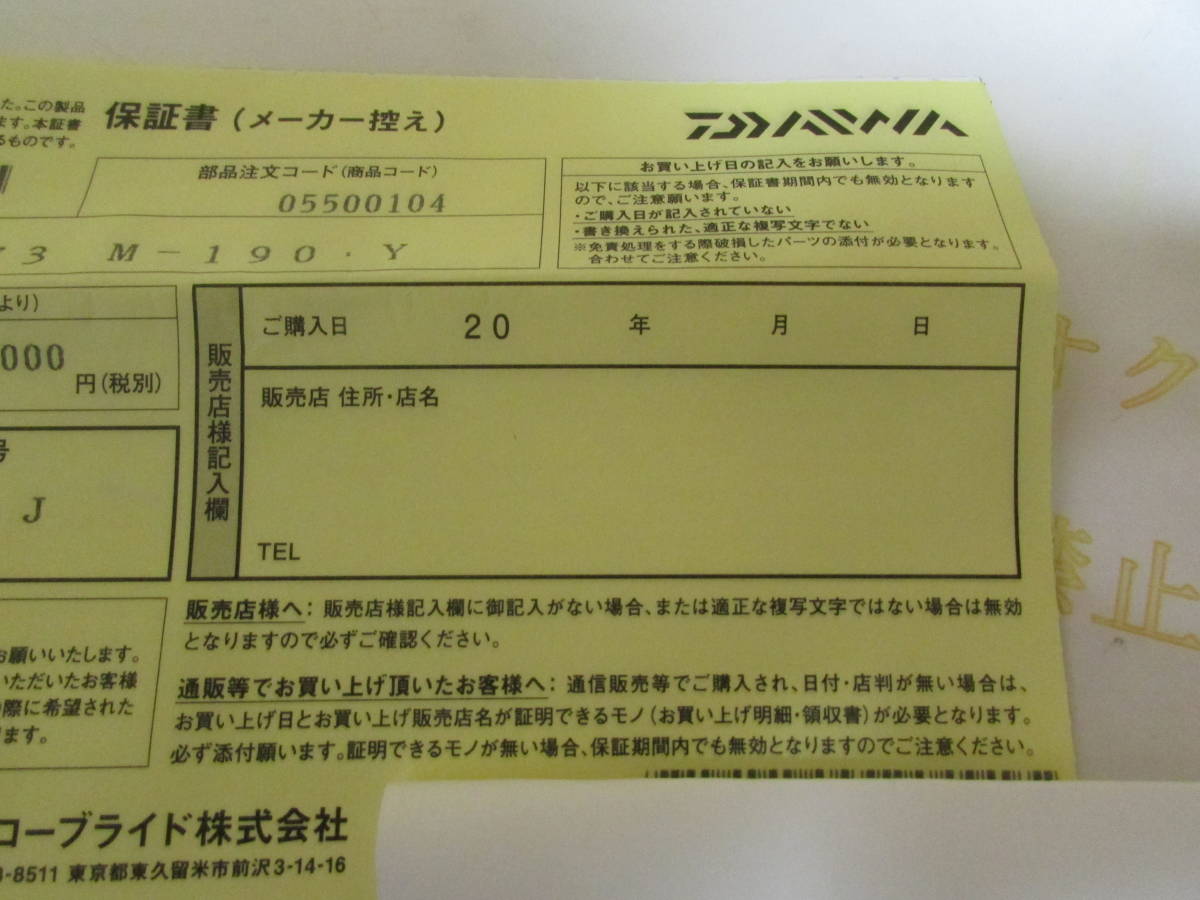 た。この製品
ます。本証書
るものです。
保証書（メーカー控え）
DAIWA
部品注文コード（商品コード）
05500104
73 M-190・Y
お買い上げ日の記入をお願いします。
以下に該当する場合、保証書期間内でも無効となります
ので、ご注意願います。
・ご購入日が記入されていない
・書き換えられた、適正な複写文字でない
※免責処理をする際破損したパーツの添付が必要となります。
合わせてご注意ください。
より）
000
円（税別）
号
J
販売店様記入欄
ご購入日 20 年 月 日
販売店 住所・店名
TEL
販売店様へ：販売店様記入欄に御記入がない場合、または適正な複写文字ではない場合は無効
となりますので必ずご確認ください。
お願いいたします。
いただいたお客様
際に希望された
ます。
通販等でお買い上げ頂いたお客様へ：通信販売等でご購入され、日付・店判が無い場合は、
お買い上げ日とお買い上げ販売店名が証明できるモノ（お買い上げ明細・領収書）が必要となります。
必ず添付願います。証明できるモノが無い場合、保証期間内でも無効となりますのでご注意ください。
ローブライド株式会社
-8511 東京都東久留米市前沢3-14-16
オク
禁止